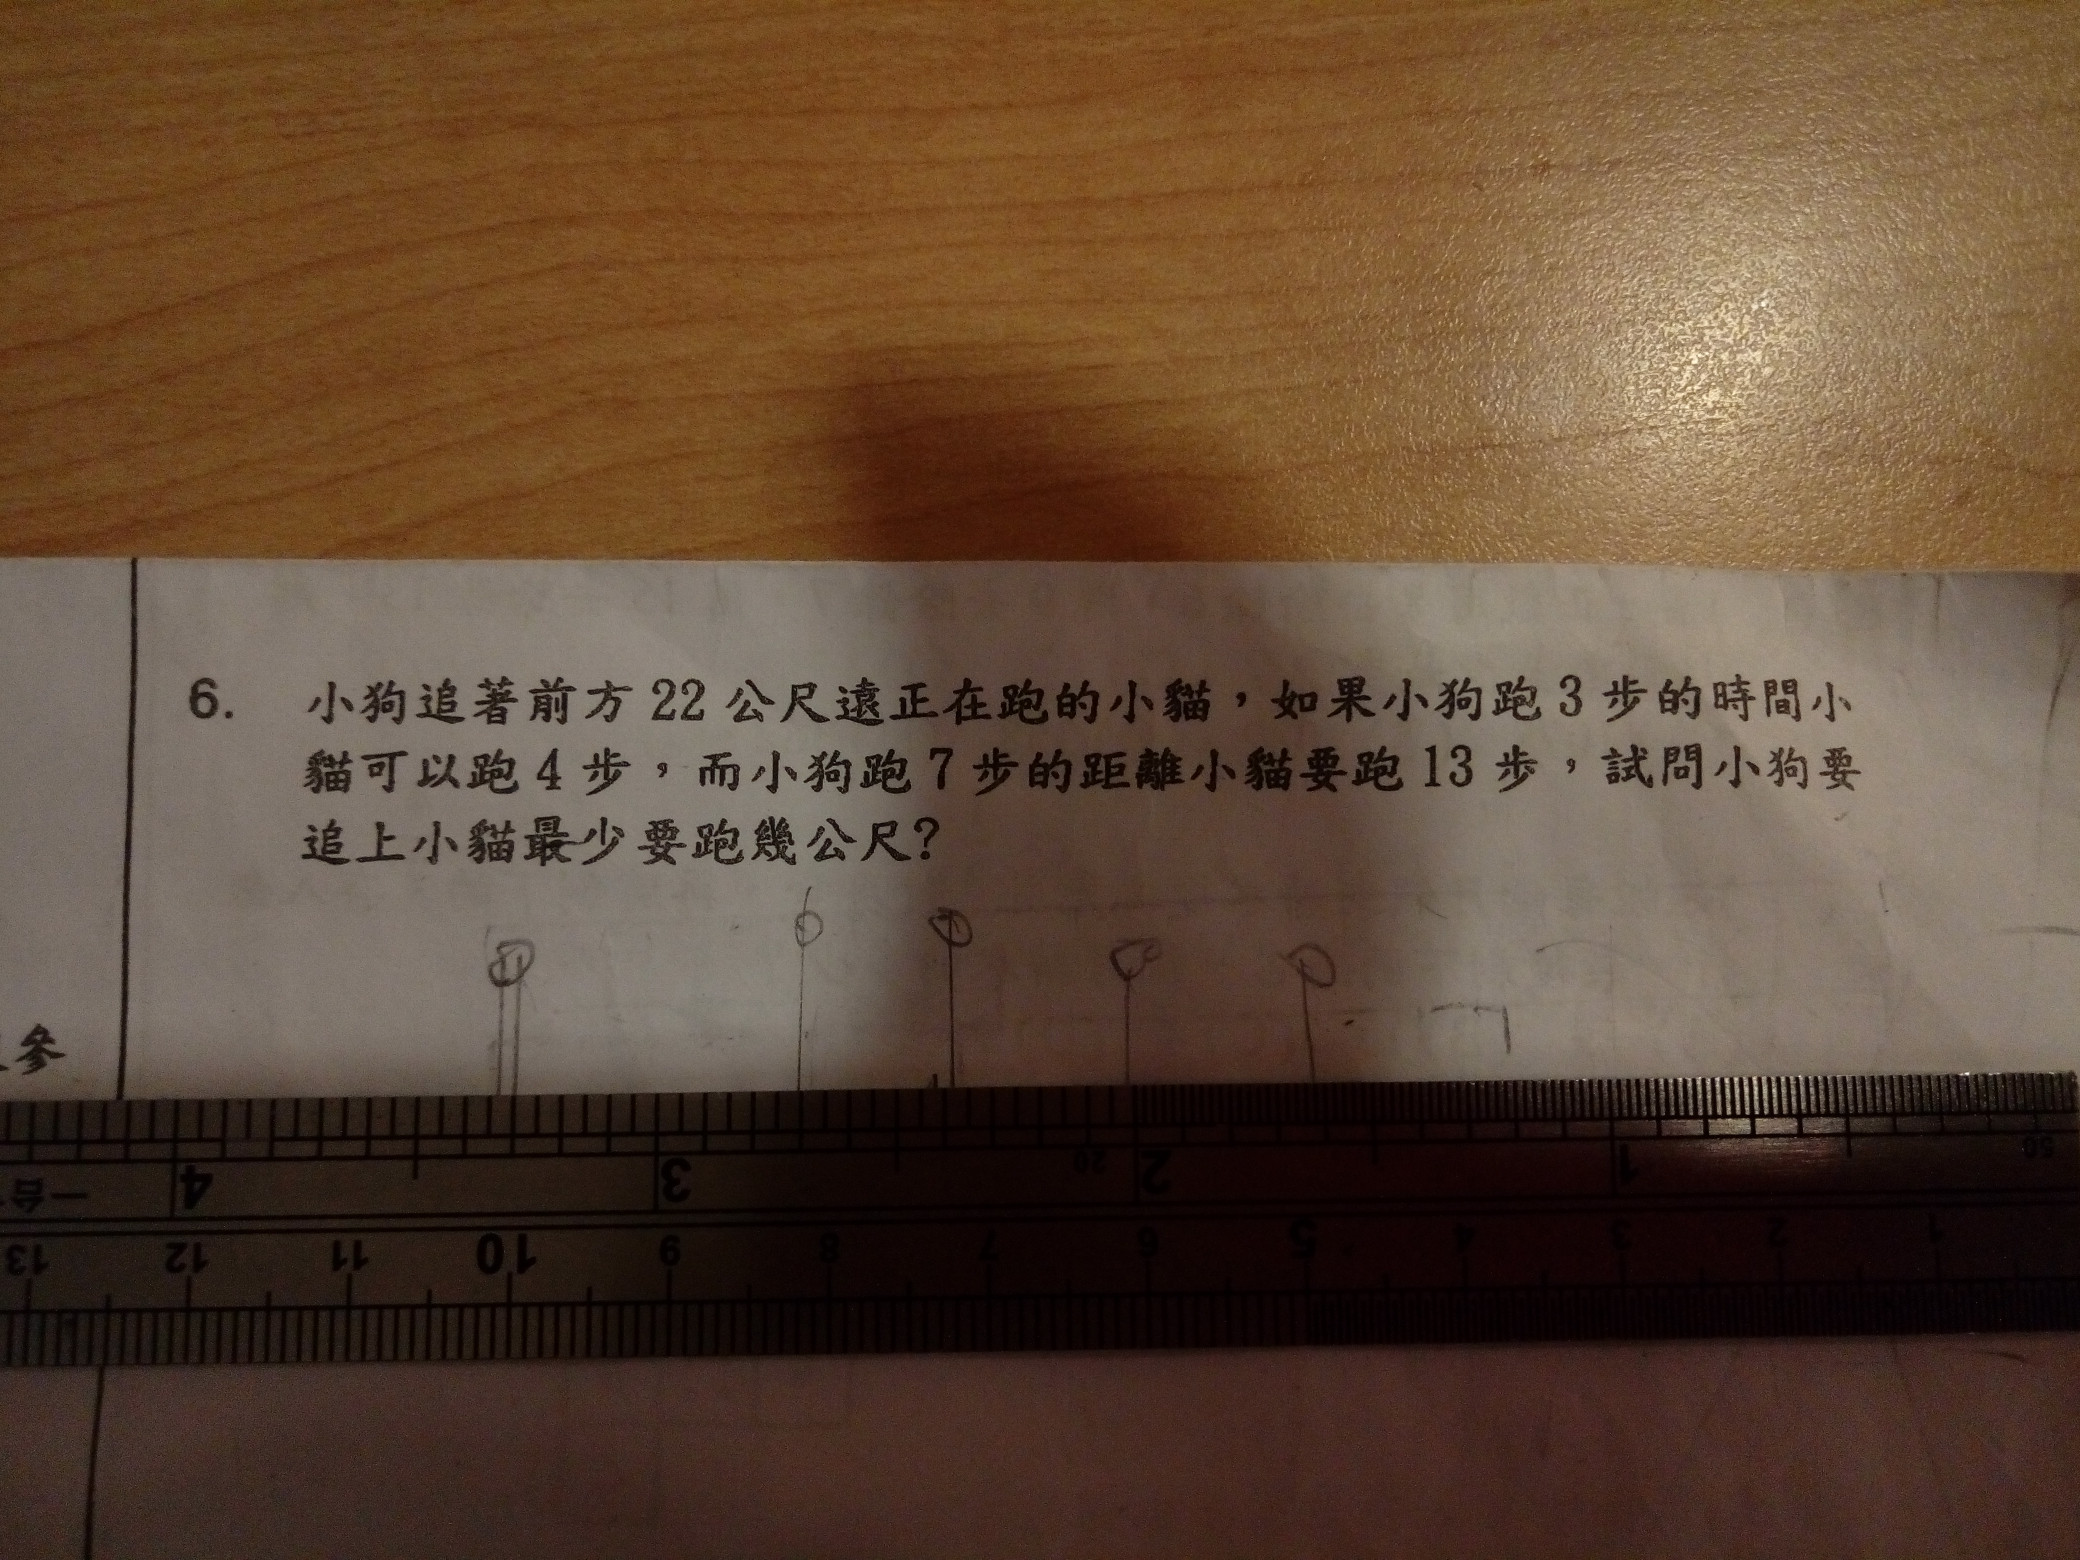 6. 小狗追著前方 22 公尺遠正在跑的小貓，如果小狗跑 3 步的時間小
貓可以跑 4 步，而小狗跑 7 步的距離小貓要跑 13 步，試問小狗要
追上小貓最少要跑幾公尺?
參
4 3 20 2 1 50
13 12 11 10 9 8 7 6 5 4 3 2 1